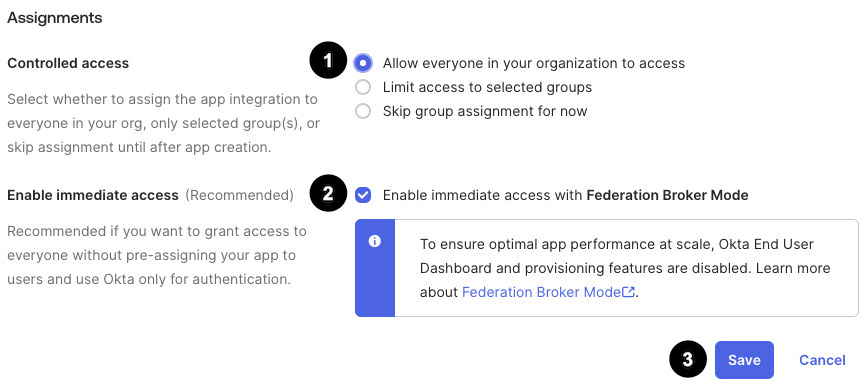 Assignments
Controlled access
1 Allow everyone in your organization to access
Limit access to selected groups
Select whether to assign the app integration to
everyone in your org, only selected group(s), or
Skip group assignment for now
skip assignment until after app creation.
Enable immediate access (Recommended)
2 Enable immediate access with Federation Broker Mode
Recommended if you want to grant access to
everyone without pre-assigning your app to
users and use Okta only for authentication.
To ensure optimal app performance at scale, Okta End User
Dashboard and provisioning features are disabled. Learn more
about Federation Broker Mode.
3 Save Cancel